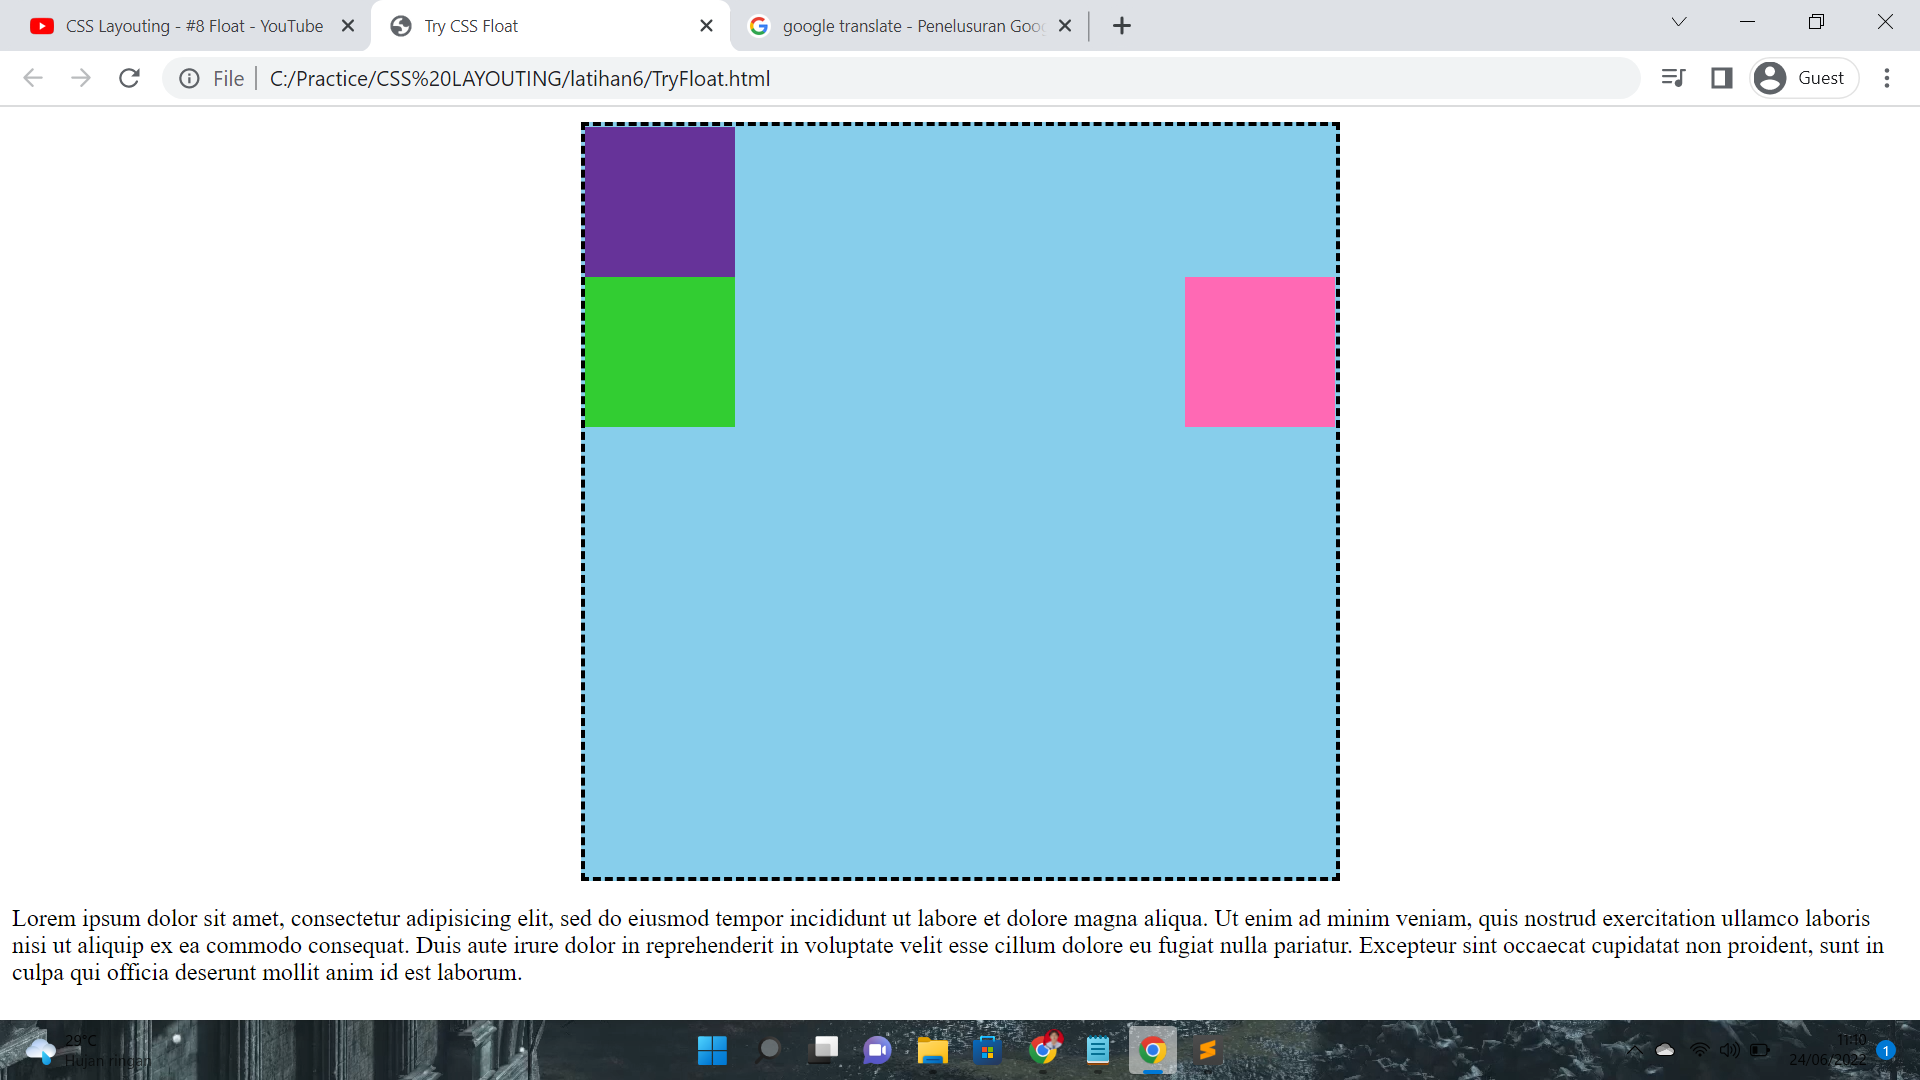 CSS Layouting - #8 Float - YouTube
Try CSS Float
google translate - Penelusuran Goo
File
C:/Practice/CSS%20LAYOUTING/latihan6/TryFloat.html
Guest
Lorem ipsum dolor sit amet, consectetur adipisicing elit, sed do eiusmod tempor incididunt ut labore et dolore magna aliqua. Ut enim ad minim veniam, quis nostrud exercitation ullamco laboris
nisi ut aliquip ex ea commodo consequat. Duis aute irure dolor in reprehenderit in voluptate velit esse cillum dolore eu fugiat nulla pariatur. Excepteur sint occaecat cupidatat non proident, sunt in
culpa qui officia deserunt mollit anim id est laborum.
29°C
Hujan ringan
11:10
24/06/2022
1